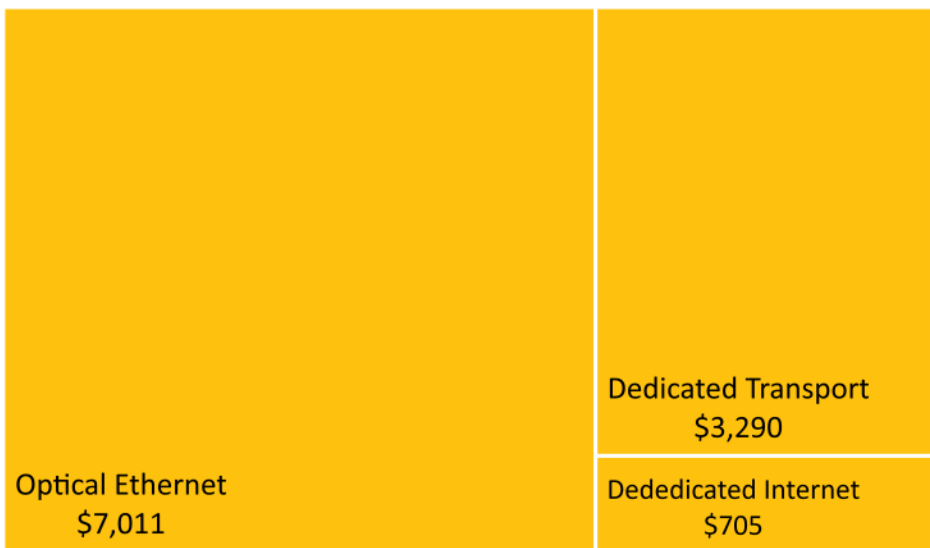 Optical Ethernet
$7,011
Dedicated Transport
$3,290
Dededicated Internet
$705